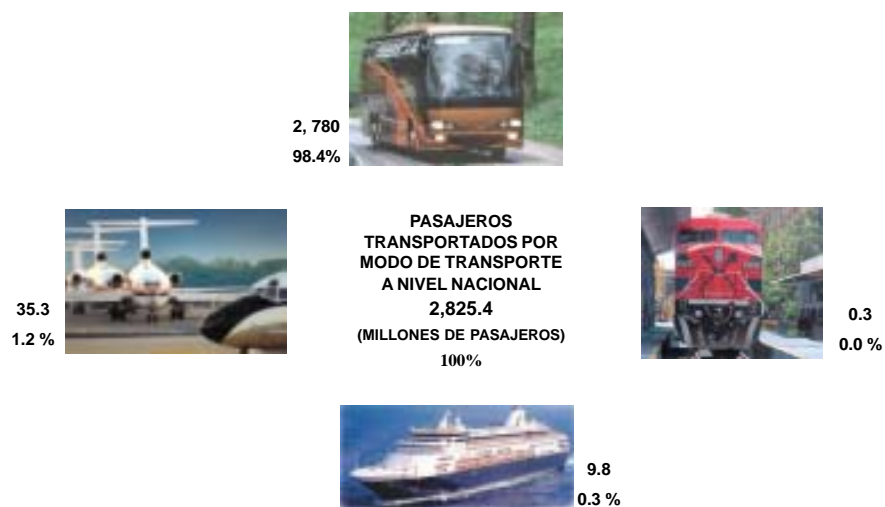 2, 780
98.4%
PASAJEROS
TRANSPORTADOS POR
MODO DE TRANSPORTE
A NIVEL NACIONAL
2,825.4
(MILLONES DE PASAJEROS)
100%
35.3
1.2 %
0.3
0.0 %
9.8
0.3 %